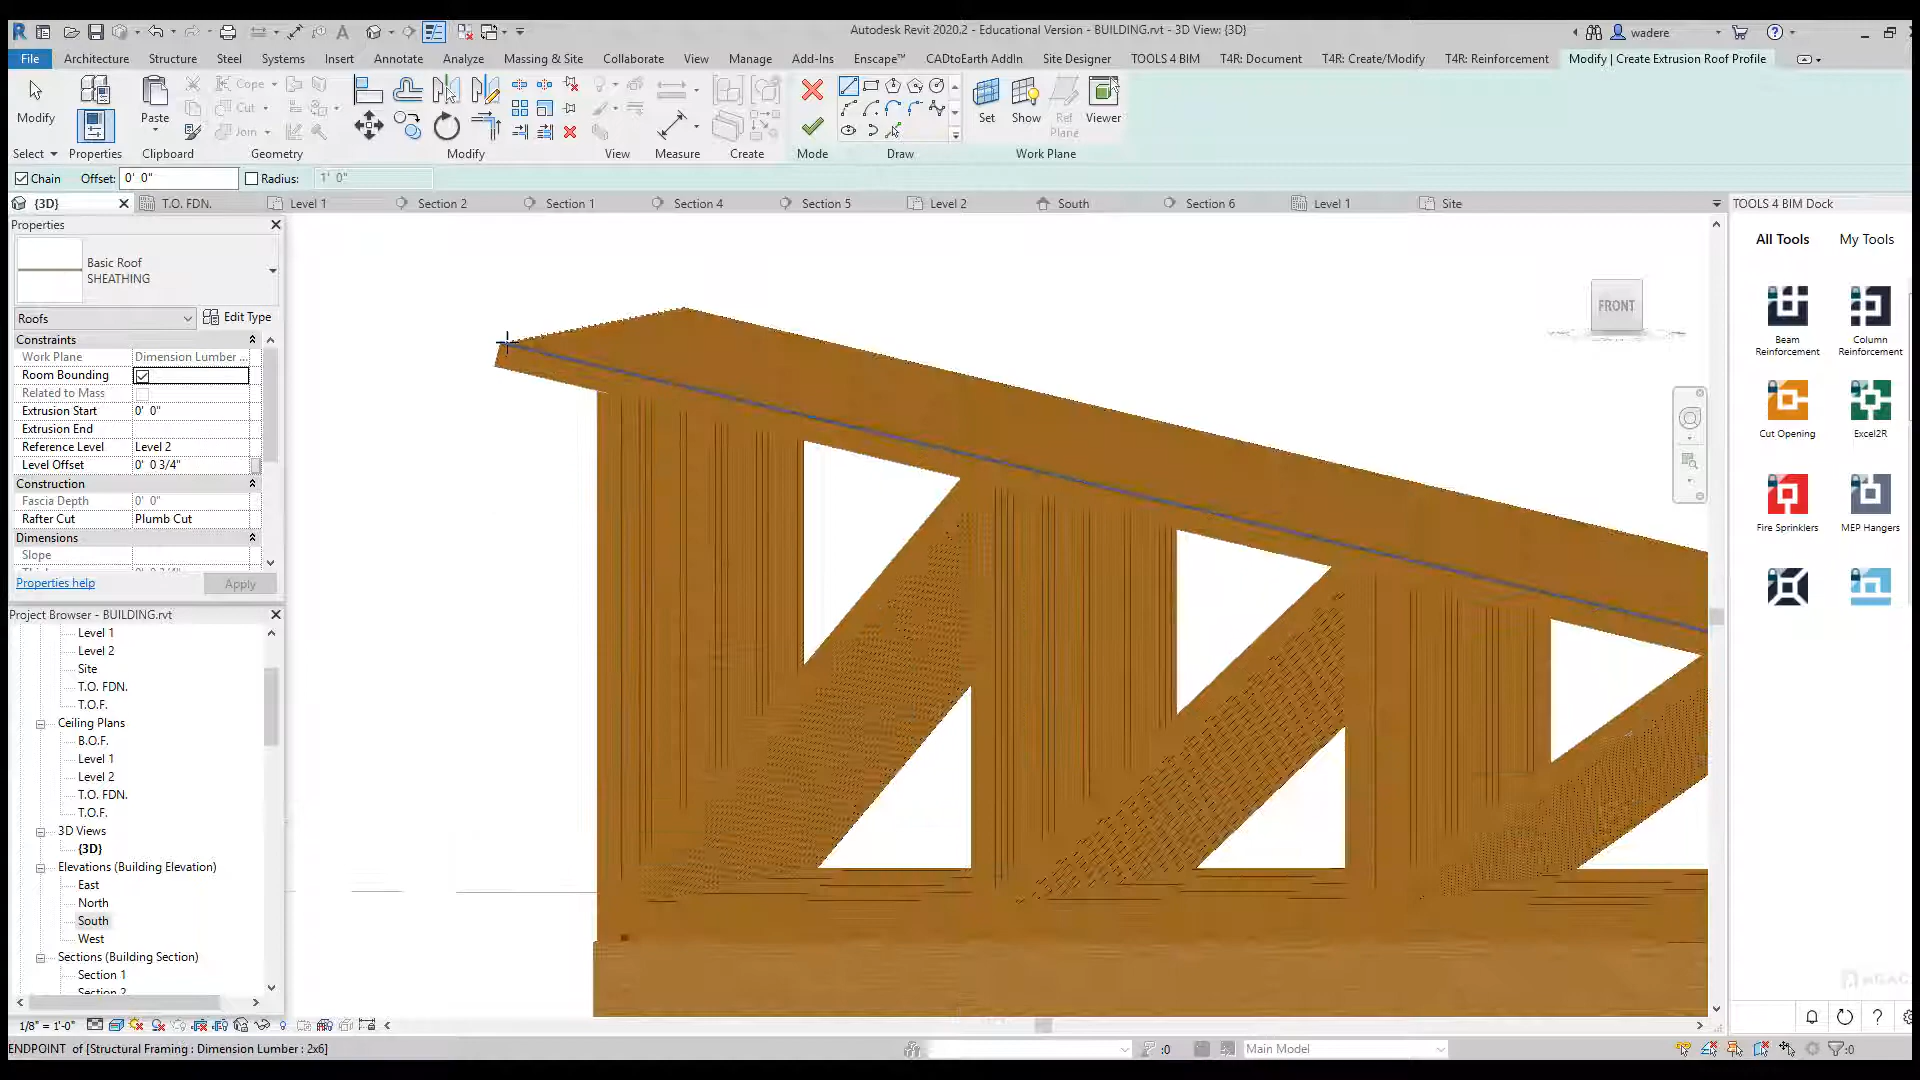 Autodesk Revit 2020.2 - Educational Version - BUILDING.rvt - 3D View: {3D}
wadere
File Architecture Structure Steel Systems Insert Annotate Analyze Massing & Site Collaborate View Manage Add-Ins Enscape™ CADtoEarth AddIn Site Designer TOOLS 4 BIM T4R: Document T4R: Create/Modify T4R: Reinforcement Modify | Create Extrusion Roof Profile
Cope
Cut
Join
Modify Paste Set Show Ref Plane Viewer
Select Properties Clipboard Geometry Modify View Measure Create Mode Draw Work Plane
Chain Offset: 0' 0" Radius: 1' 0"
{3D} T.O. FDN. Level 1 Section 2 Section 1 Section 4 Section 5 Level 2 South Section 6 Level 1 Site
TOOLS 4 BIM Dock
All Tools My Tools
Beam Reinforcement
Column Reinforcement
Cut Opening
Excel2R
Fire Sprinklers
MEP Hangers
FRONT
Properties
Basic Roof
SHEATHING
Roofs Edit Type
Constraints
Work Plane Dimension Lumber ...
Room Bounding
Related to Mass
Extrusion Start 0' 0"
Extrusion End
Reference Level Level 2
Level Offset 0' 0 3/4"
Construction
Fascia Depth 0' 0"
Rafter Cut Plumb Cut
Dimensions
Slope
Properties help Apply
Project Browser - BUILDING.rvt
Level 1
Level 2
Site
T.O. FDN.
T.O.F.
Ceiling Plans
B.O.F.
Level 1
Level 2
T.O. FDN.
T.O.F.
3D Views
{3D}
Elevations (Building Elevation)
East
North
South
West
Sections (Building Section)
Section 1
Section 2
1/8" = 1'-0"
ENDPOINT of [Structural Framing : Dimension Lumber : 2x6]
:0
Main Model
:0